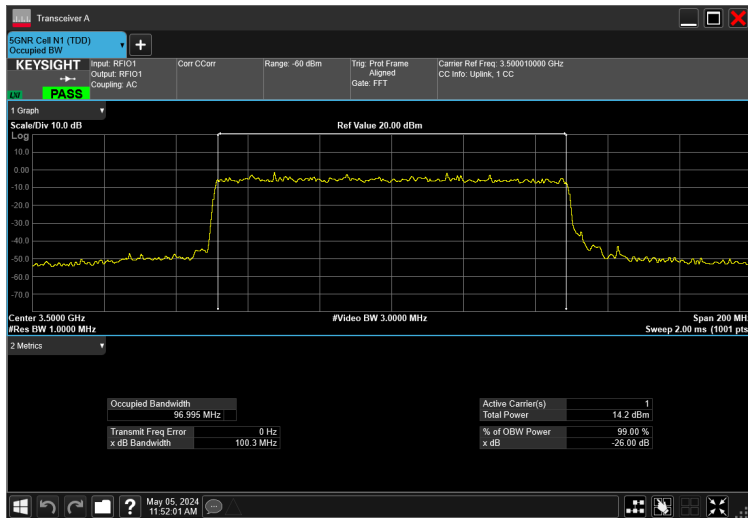 Transceiver A
5GNR Cell N1 (TDD)
Occupied BW
KEYSIGHT
LXI
PASS
Input: RFIO1
Output: RFIO1
Coupling: AC
Corr CCorr
Range: -60 dBm
Trig: Prot Frame
Aligned
Gate: FFT
Carrier Ref Freq: 3.500010000 GHz
CC Info: Uplink, 1 CC
1 Graph
Scale/Div 10.0 dB
Ref Value 20.00 dBm
Log
10.0
0.00
-10.0
-20.0
-30.0
-40.0
-50.0
-60.0
-70.0
Center 3.5000 GHz
#Video BW 3.0000 MHz
Span 200 MH
#Res BW 1.0000 MHz
Sweep 2.00 ms (1001 pts
2 Metrics
Occupied Bandwidth
96.995 MHz
Transmit Freq Error 0 Hz
x dB Bandwidth 100.3 MHz
Active Carrier(s) 1
Total Power 14.2 dBm
% of OBW Power 99.00 %
x dB -26.00 dB
?
May 05, 2024
11:52:01 AM